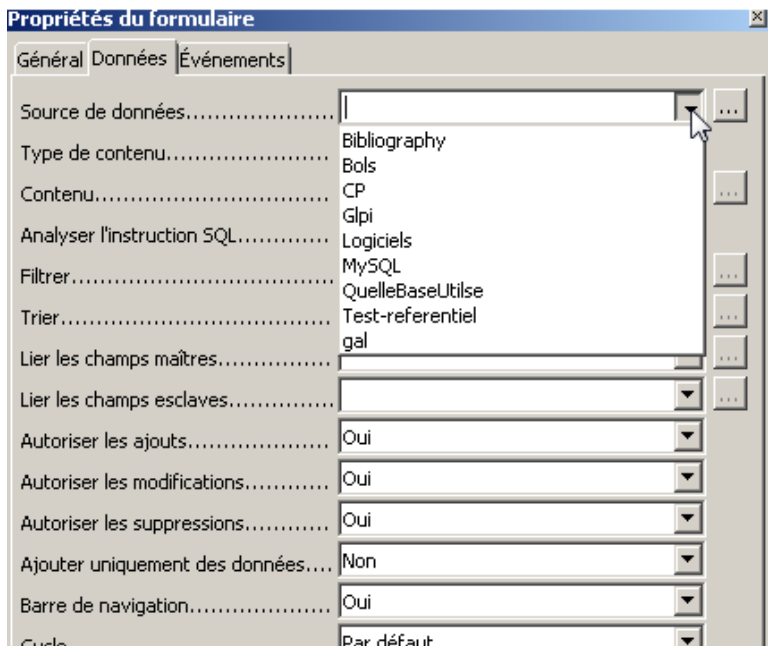 Propriétés du formulaire
Général Données Événements
Source de données..................... ...
Bibliography
Type de contenu.......................
Bols
CP
Contenu................................. ...
Glpi
Analyser l'instruction SQL.............
Logiciels
MySQL
Filtrer..................................... ...
QuelleBaseUtilse
Trier...................................... ...
Test-referentiel
gal
Lier les champs maîtres............... ...
Lier les champs esclaves............... ...
Autoriser les ajouts.................... Oui
Autoriser les modifications............ Oui
Autoriser les suppressions............ Oui
Ajouter uniquement des données.... Non
Barre de navigation.................... Oui
Cycle Par défaut